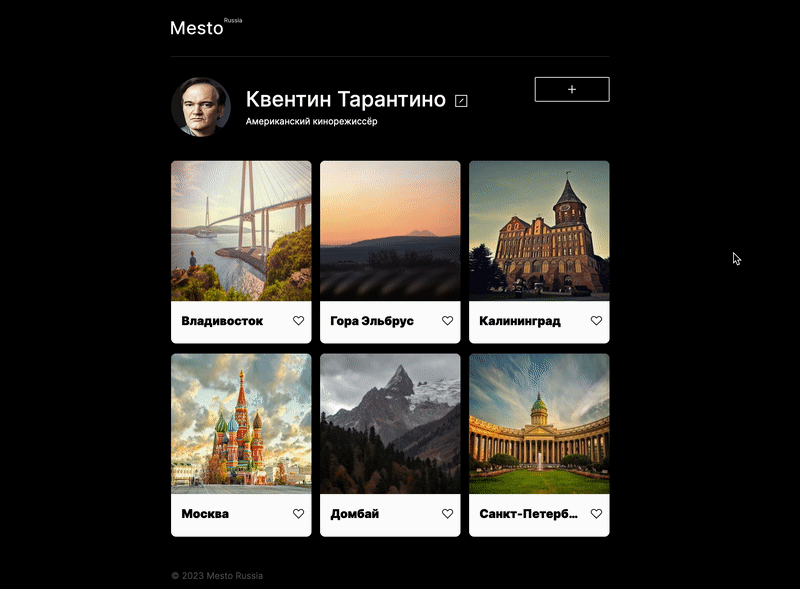 Mesto Russia
Квентин Тарантино
+
Американский кинорежиссёр
Владивосток
Гора Эльбрус
Калининград
Москва
Домбай
Санкт-Петерб...
© 2023 Mesto Russia